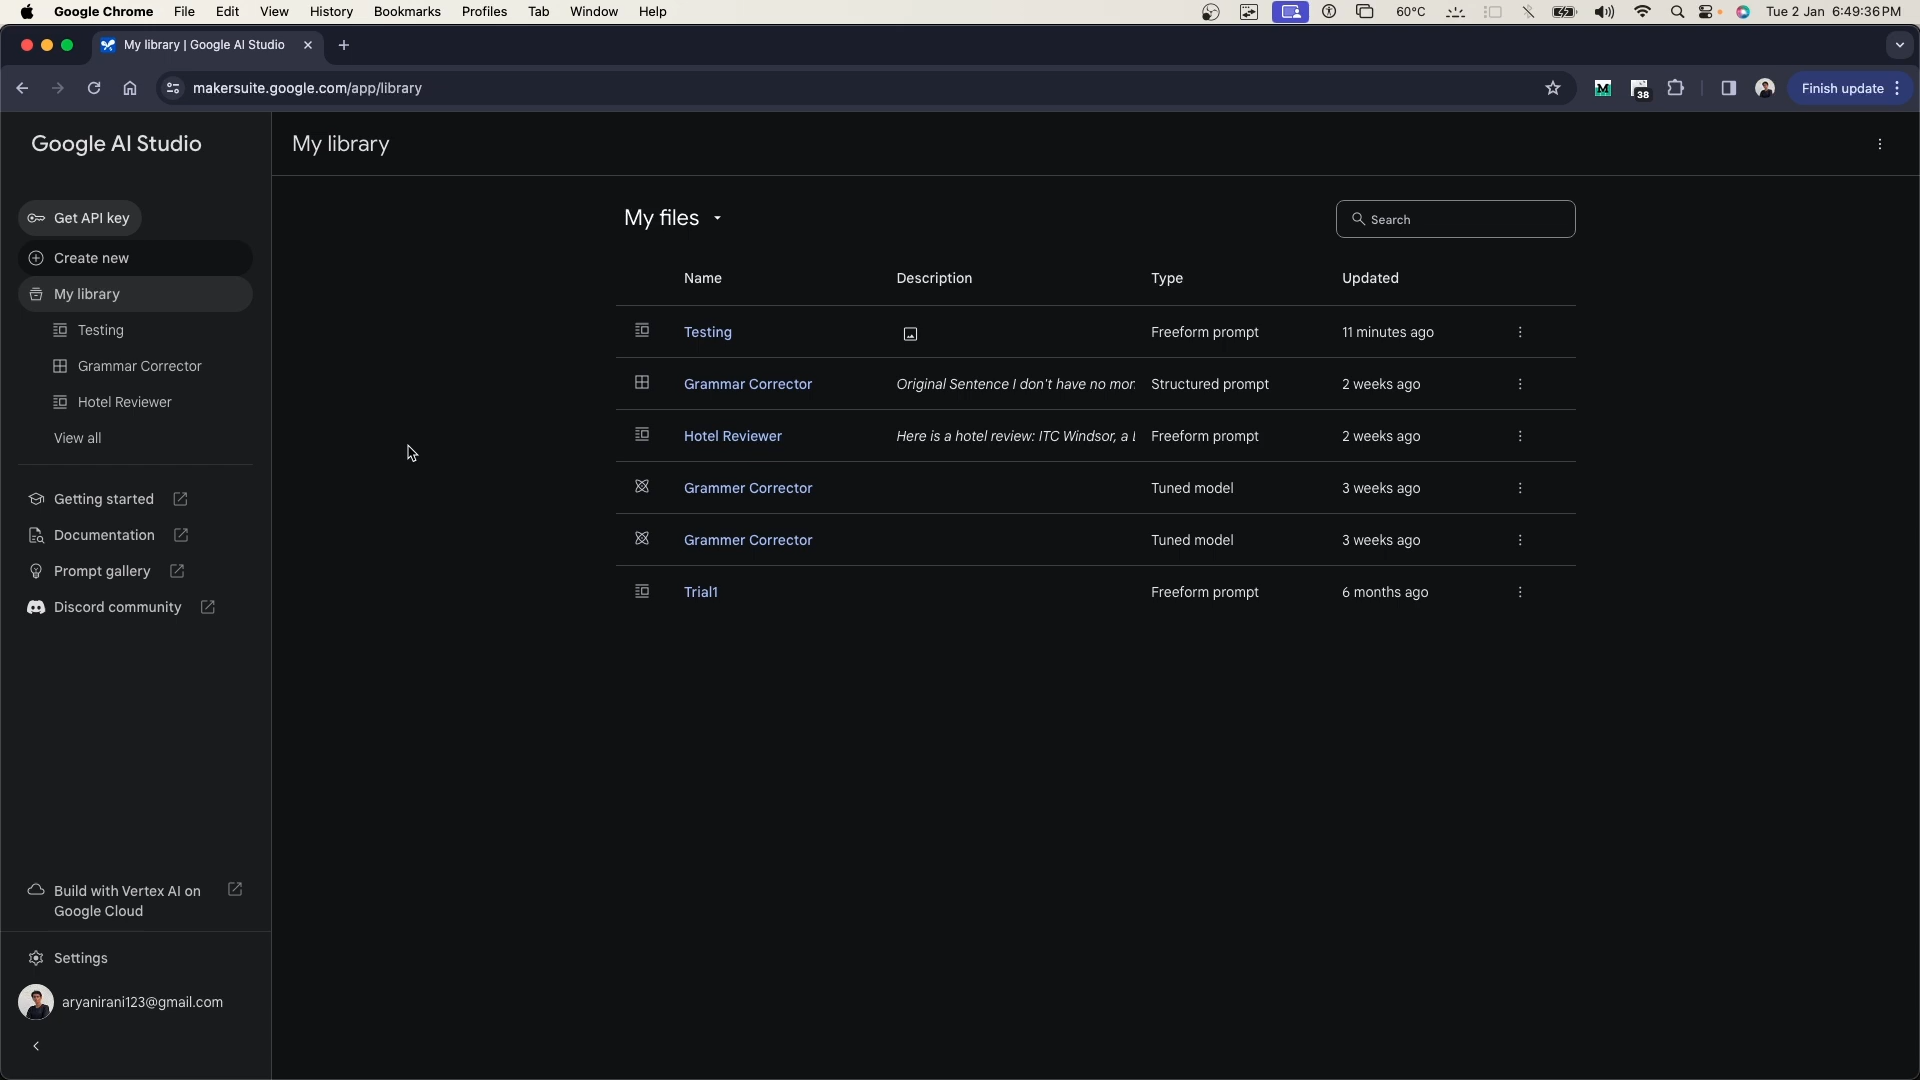 Google Chrome File Edit View History Bookmarks Profiles Tab Window Help 60°C Tue 2 Jan 6:49:36 PM
My library | Google AI Studio
makersuite.google.com/app/library 38 Finish update
Google AI Studio
My library
Get API key
Create new
My library
Testing
Grammar Corrector
Hotel Reviewer
View all
Getting started
Documentation
Prompt gallery
Discord community
Build with Vertex AI on
Google Cloud
Settings
aryanirani123@gmail.com
My files
Search
Name Description Type Updated
Testing Freeform prompt 11 minutes ago
Grammar Corrector Original Sentence I don't have no mor Structured prompt 2 weeks ago
Hotel Reviewer Here is a hotel review: ITC Windsor, a Freeform prompt 2 weeks ago
Grammer Corrector Tuned model 3 weeks ago
Grammer Corrector Tuned model 3 weeks ago
Trial1 Freeform prompt 6 months ago